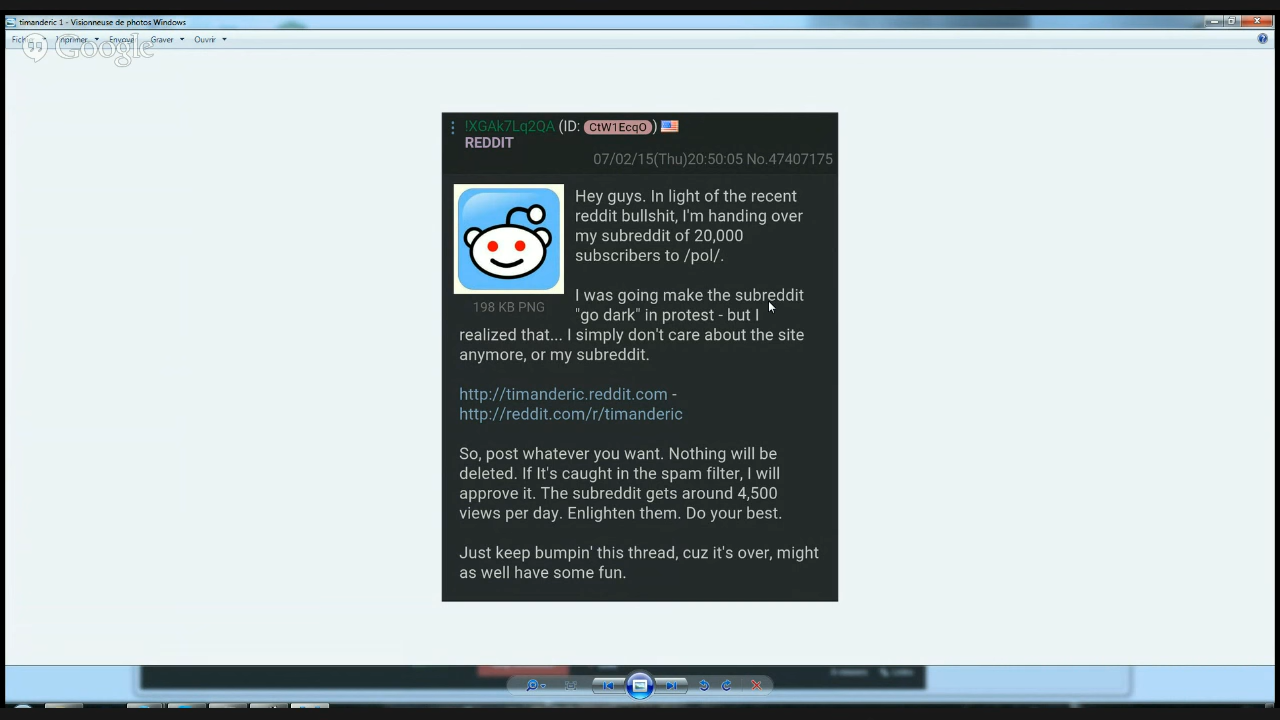 timanderic 1 - Visionneuse de photos Windows
Imprimer Graver Ouvrir
Google
!XGAk7Lq2QA (ID: CtW1EcqO)
REDDIT
07/02/15(Thu)20:50:05 No.47407175
Hey guys. In light of the recent
reddit bullshit, I'm handing over
my subreddit of 20,000
subscribers to /pol/.
198 KB PNG
I was going make the subreddit
"go dark" in protest - but I
realized that... I simply don't care about the site
anymore, or my subreddit.
http://timanderic.reddit.com -
http://reddit.com/r/timanderic
So, post whatever you want. Nothing will be
deleted. If It's caught in the spam filter, I will
approve it. The subreddit gets around 4,500
views per day. Enlighten them. Do your best.
Just keep bumpin' this thread, cuz it's over, might
as well have some fun.